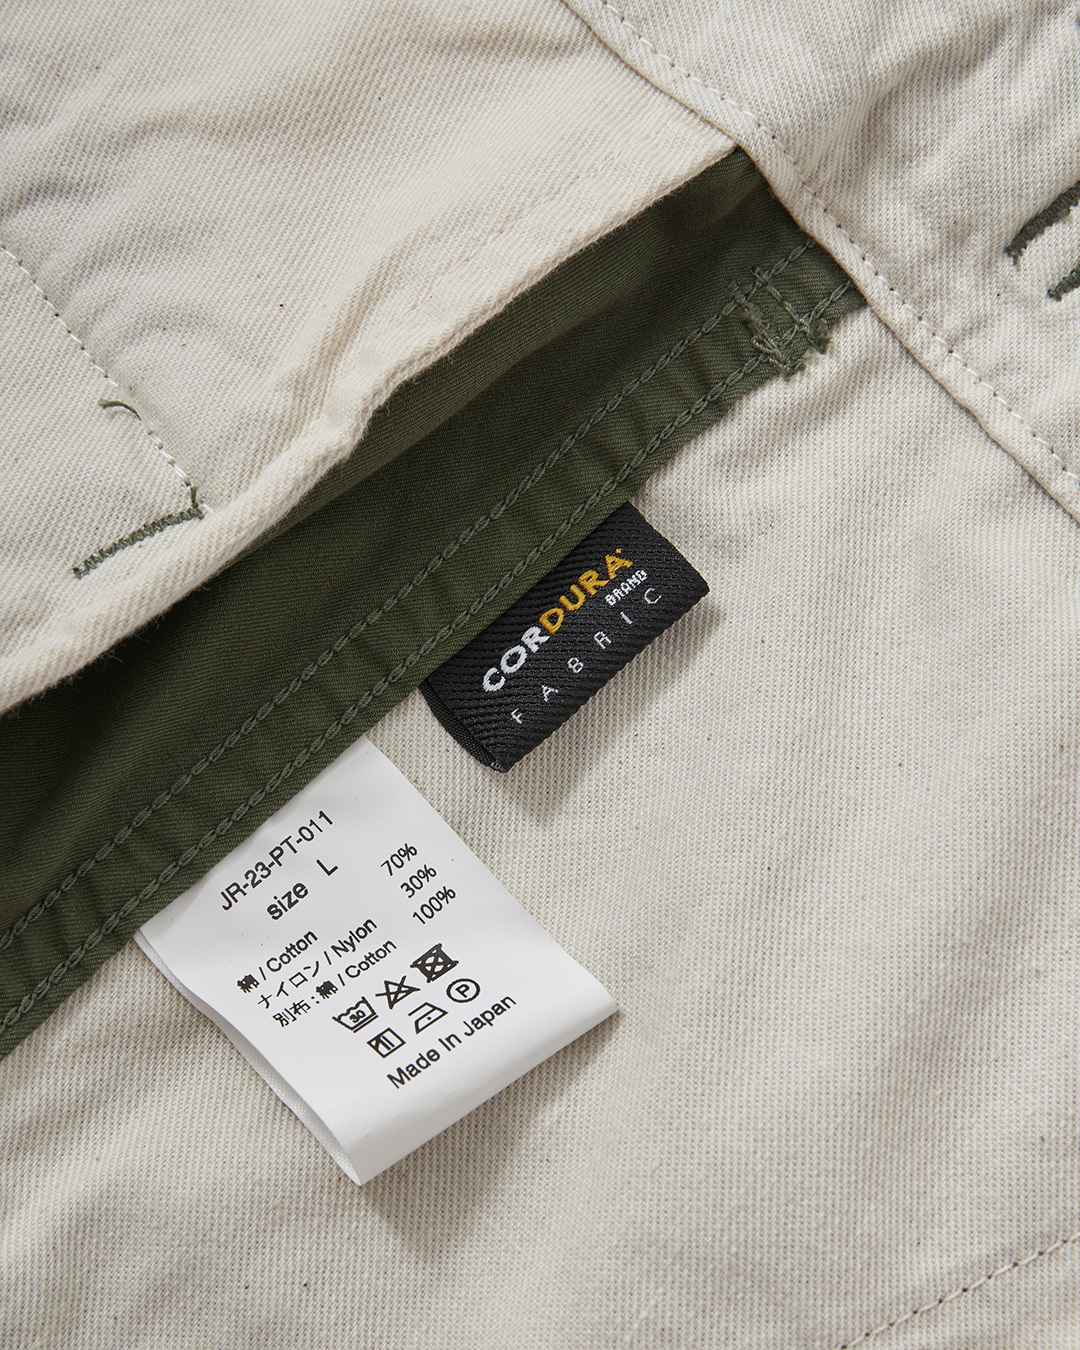 CORDURA
BRAND
FABRIC
JR-23-PT-011
size L
綿 / Cotton 70%
ナイロン / Nylon 30%
別布 : 綿 / Cotton 100%
30
P
Made In Japan